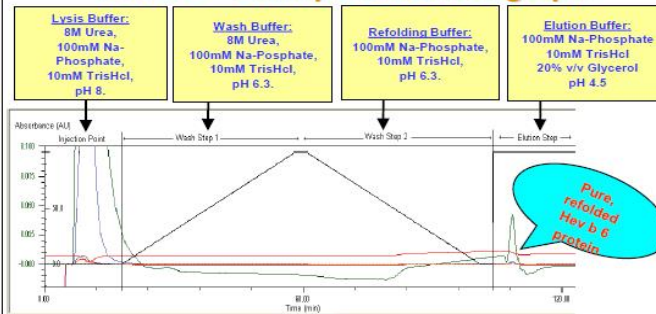 Lysis Buffer:
8M Urea,
100mM Na-
Phosphate,
10mM TrisHcl,
pH 8.
Wash Buffer:
8M Urea,
100mM Na-Posphate,
10mM TrisHcl,
pH 6.3.
Refolding Buffer:
100mM Na-Phosphate,
10mM TrisHcl,
pH 6.3.
Elution Buffer:
100mM Na-Phosphate
10mM TrisHcl
20% v/v Glycerol
pH 4.5
Absorbance (AU)
Injection Point
Wash Step 1
Wash Step 2
Elution Step
0.100
Pure,
refolded
Hev b 6
protein
0.00
120.00
Time (min)